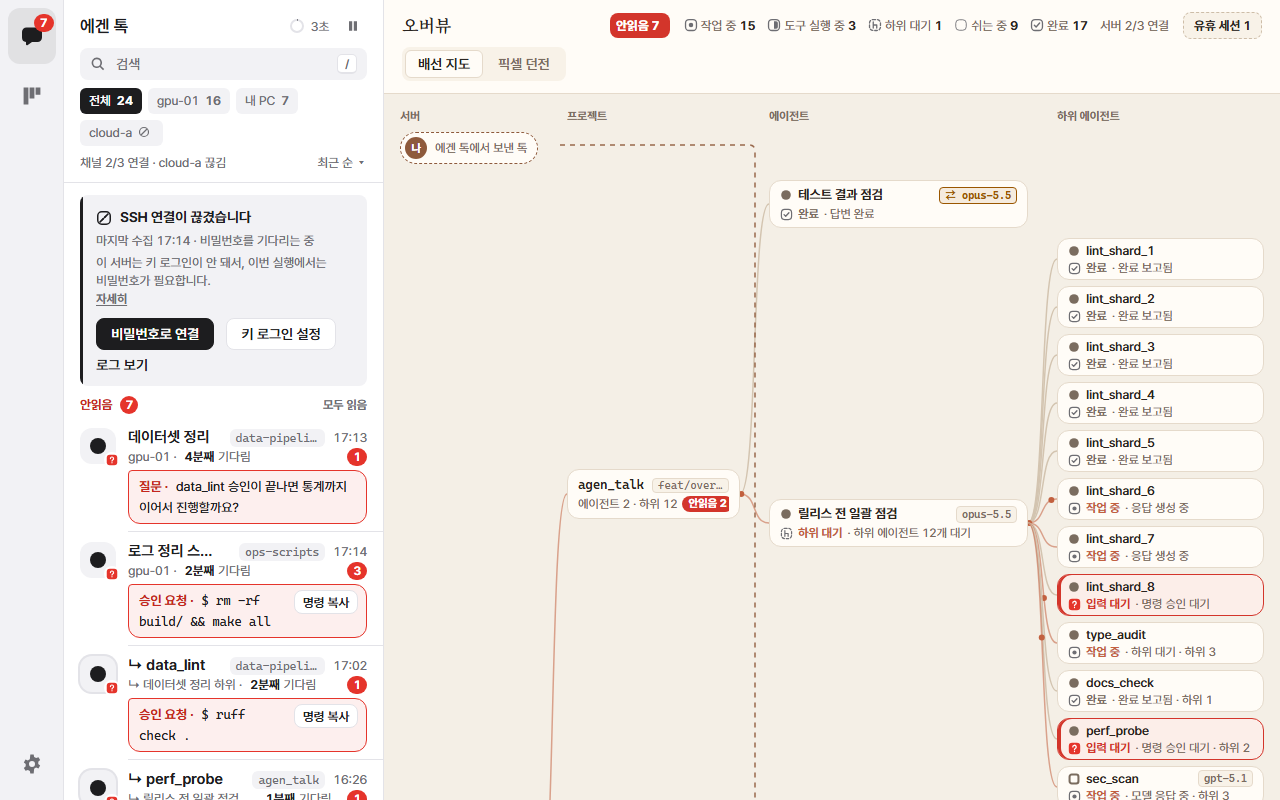 7
에겐 톡
3초
검색 /
전체 24 gpu-01 16 내 PC 7
cloud-a
채널 2/3 연결 · cloud-a 끊김 최근 순
SSH 연결이 끊겼습니다
마지막 수집 17:14 · 비밀번호를 기다리는 중
이 서버는 키 로그인이 안 돼서, 이번 실행에서는
비밀번호가 필요합니다.
자세히
비밀번호로 연결 키 로그인 설정
로그 보기
안읽음 7 모두 읽음
데이터셋 정리 data-pipeli… 17:13
gpu-01 · 4분째 기다림 1
질문 · data_lint 승인이 끝나면 통계까지
이어서 진행할까요?
로그 정리 스… ops-scripts 17:14
gpu-01 · 2분째 기다림 3
승인 요청 · $ rm -rf 명령 복사
build/ && make all
↳ data_lint data-pipeli… 17:02
↳ 데이터셋 정리 하위 · 2분째 기다림 1
승인 요청 · $ ruff 명령 복사
check .
↳ perf_probe agen_talk 16:26
↳ 릴리스 전 일괄 점검 1분째 기다림 1
오버뷰
안읽음 7 작업 중 15 도구 실행 중 3 하위 대기 1 쉬는 중 9 완료 17 서버 2/3 연결 유휴 세션 1
배선 지도 픽셀 던전
서버 프로젝트 에이전트 하위 에이전트
나 에겐 톡에서 보낸 톡
agen_talk feat/over…
에이전트 2 · 하위 12 안읽음 2
테스트 결과 점검 opus-5.5
완료 · 답변 완료
릴리스 전 일괄 점검 opus-5.5
하위 대기 · 하위 에이전트 12개 대기
lint_shard_1
완료 · 완료 보고됨
lint_shard_2
완료 · 완료 보고됨
lint_shard_3
완료 · 완료 보고됨
lint_shard_4
완료 · 완료 보고됨
lint_shard_5
완료 · 완료 보고됨
lint_shard_6
작업 중 · 응답 생성 중
lint_shard_7
작업 중 · 응답 생성 중
lint_shard_8
? 입력 대기 · 명령 승인 대기
type_audit
작업 중 · 하위 대기 · 하위 3
docs_check
완료 · 완료 보고됨 · 하위 1
perf_probe
? 입력 대기 · 명령 승인 대기 · 하위 2
sec_scan gpt-5.1
작업 중 · 모델 응답 중 · 하위 3